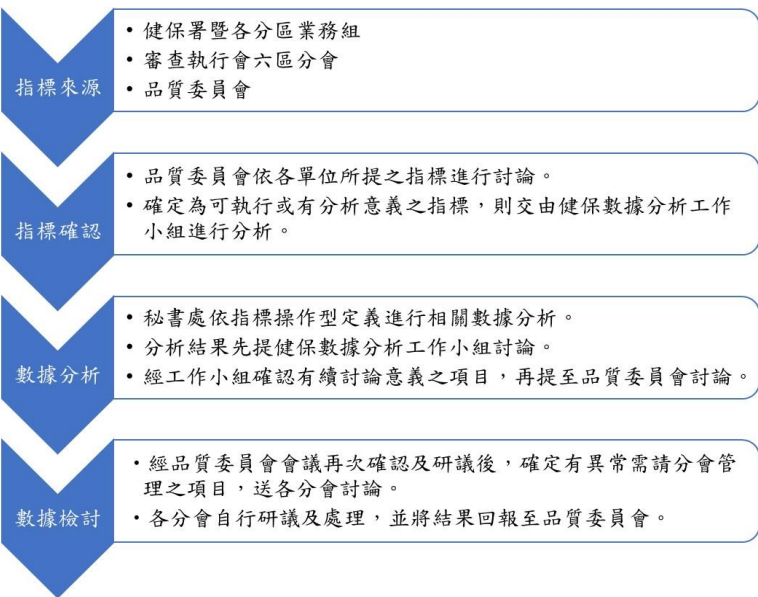 指標來源
• 健保署暨各分區業務組
• 審查執行會六區分會
• 品質委員會
指標確認
• 品質委員會依各單位所提之指標進行討論。
• 確定為可執行或有分析意義之指標，則交由健保數據分析工作
小組進行分析。
數據分析
• 秘書處依指標操作型定義進行相關數據分析。
• 分析結果先提健保數據分析工作小組討論。
• 經工作小組確認有續討論意義之項目，再提至品質委員會討論。
數據檢討
• 經品質委員會會議再次確認及研議後，確定有異常需請分會管
理之項目，送各分會討論。
• 各分會自行研議及處理，並將結果回報至品質委員會。